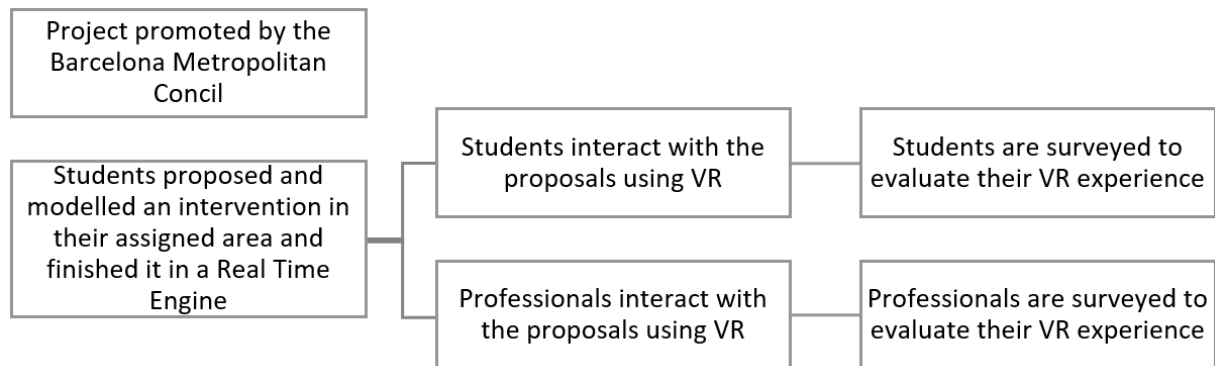 Project promoted by the
Barcelona Metropolitan
Concil
Students proposed and
modelled an intervention in
their assigned area and
finished it in a Real Time
Engine
Students interact with the
proposals using VR
Students are surveyed to
evaluate their VR experience
Professionals interact with
the proposals using VR
Professionals are surveyed to
evaluate their VR experience